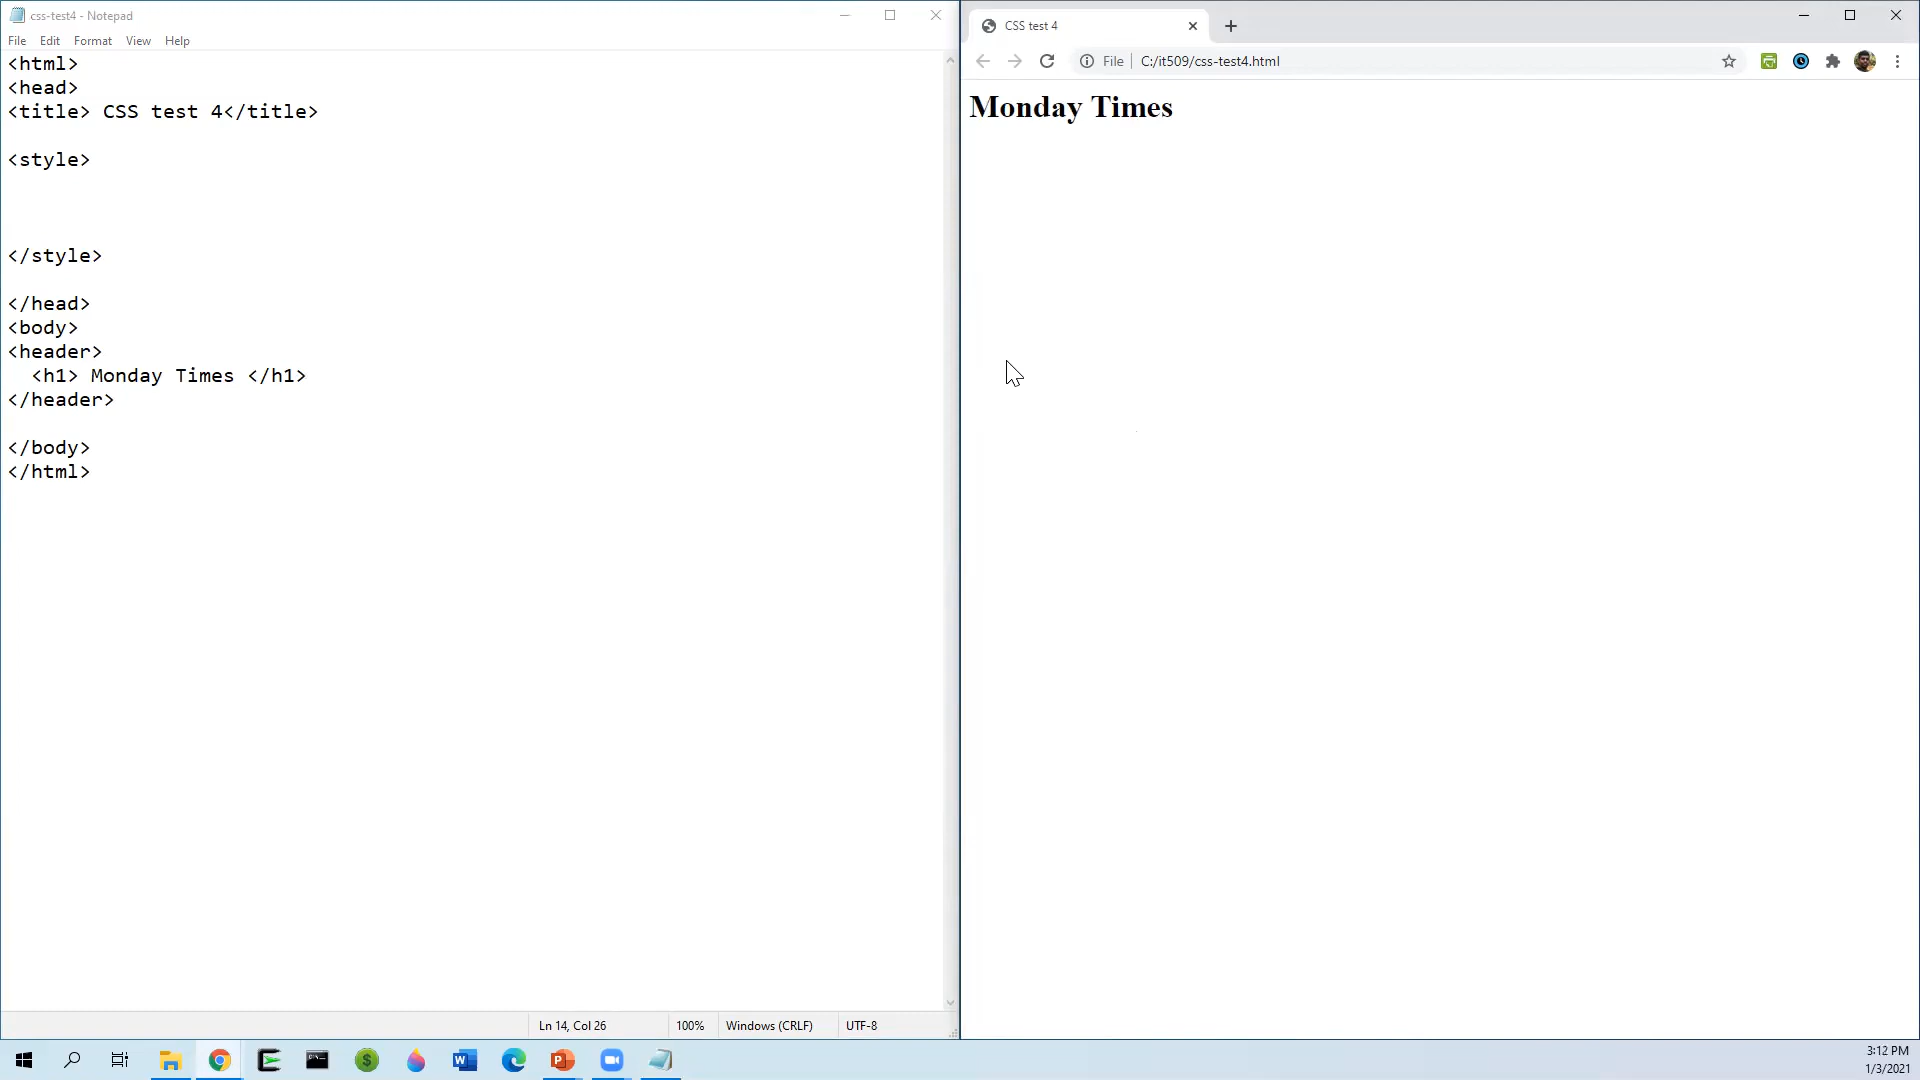 css-test4 - Notepad
File Edit Format View Help
<html>
<head>
<title> CSS test 4</title>
<style>
</style>
</head>
<body>
<header>
<h1> Monday Times </h1>
</header>
</body>
</html>
Ln 14, Col 26 100% Windows (CRLF) UTF-8
CSS test 4
File C:/it509/css-test4.html
Monday Times
3:12 PM
1/3/2021